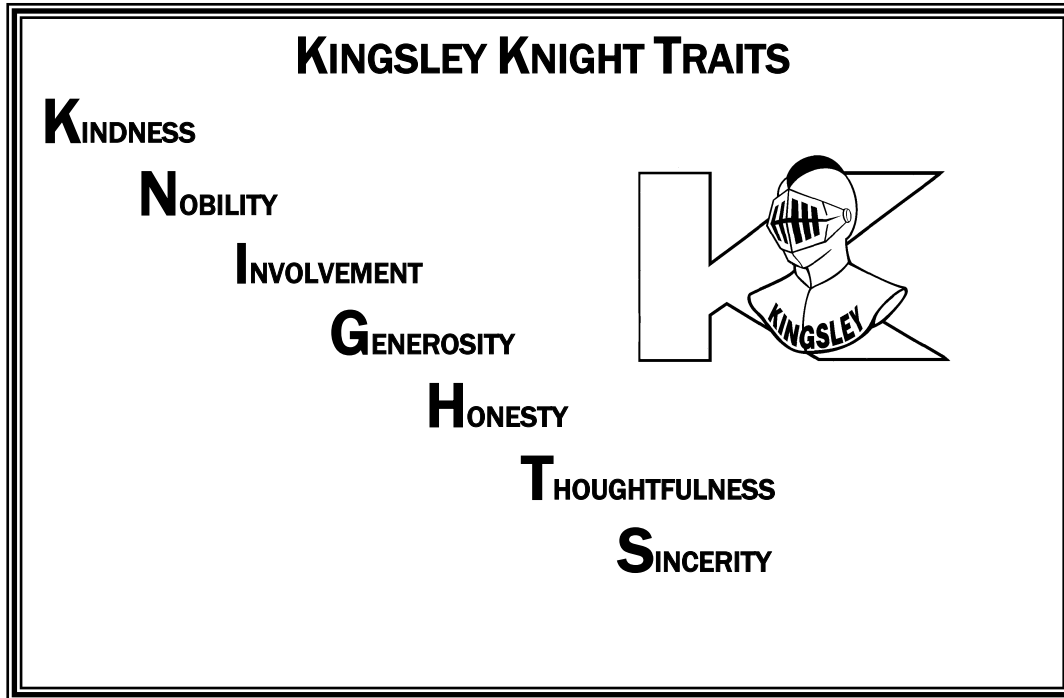 KINGSLEY KNIGHT TRAITS
KINDNESS
NOBILITY
INVOLVEMENT
GENEROSITY
HONESTY
THOUGHTFULNESS
SINCERITY
KINGSLEY